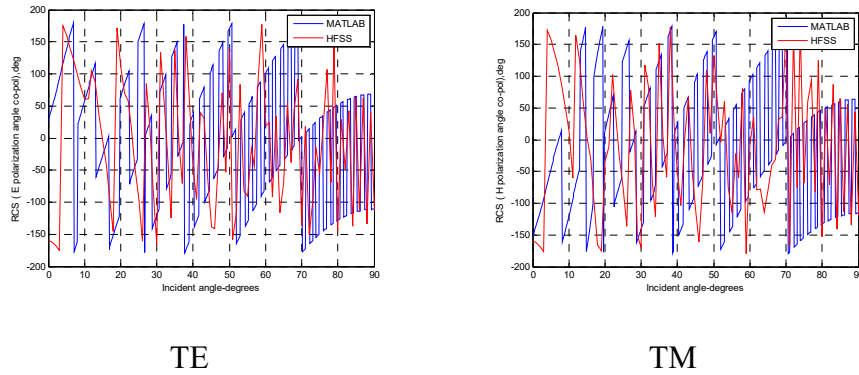 200
150
100
50
0
-50
-100
-150
-200
RCS ( E polarization angle co-pol),deg
0 10 20 30 40 50 60 70 80 90
Incident angle-degrees
MATLAB
HFSS
TE
200
150
100
50
0
-50
-100
-150
-200
RCS ( H polarization angle co-pol),deg
0 10 20 30 40 50 60 70 80 90
Incident angle-degrees
MATLAB
HFSS
TM